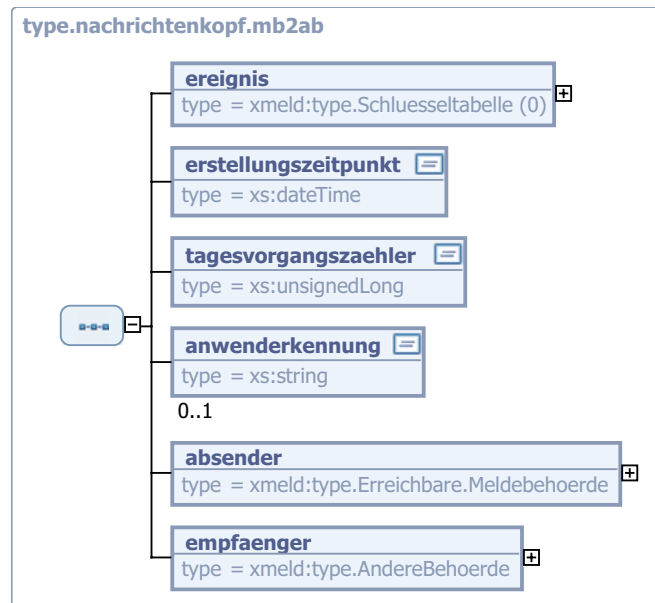 type.nachrichtenkopf.mb2ab
ereignis
type = xmeld:type.Schluesseltabelle (0)
erstellungszeitpunkt
type = xs:dateTime
tagesvorgangszaehler
type = xs:unsignedLong
anwenderkennung
type = xs:string
0..1
absender
type = xmeld:type.Erreichbare.Meldebehoerde
empfaenger
type = xmeld:type.AndereBehoerde